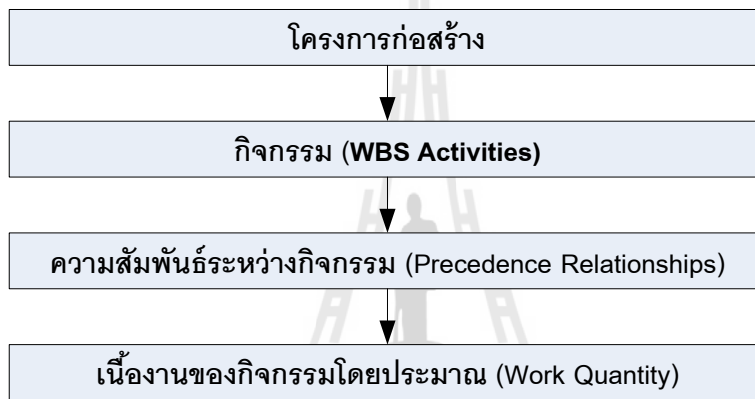 โครงการก่อสร้าง
กิจกรรม (WBS Activities)
ความสัมพันธ์ระหว่างกิจกรรม (Precedence Relationships)
เนื้องานของกิจกรรมโดยประมาณ (Work Quantity)